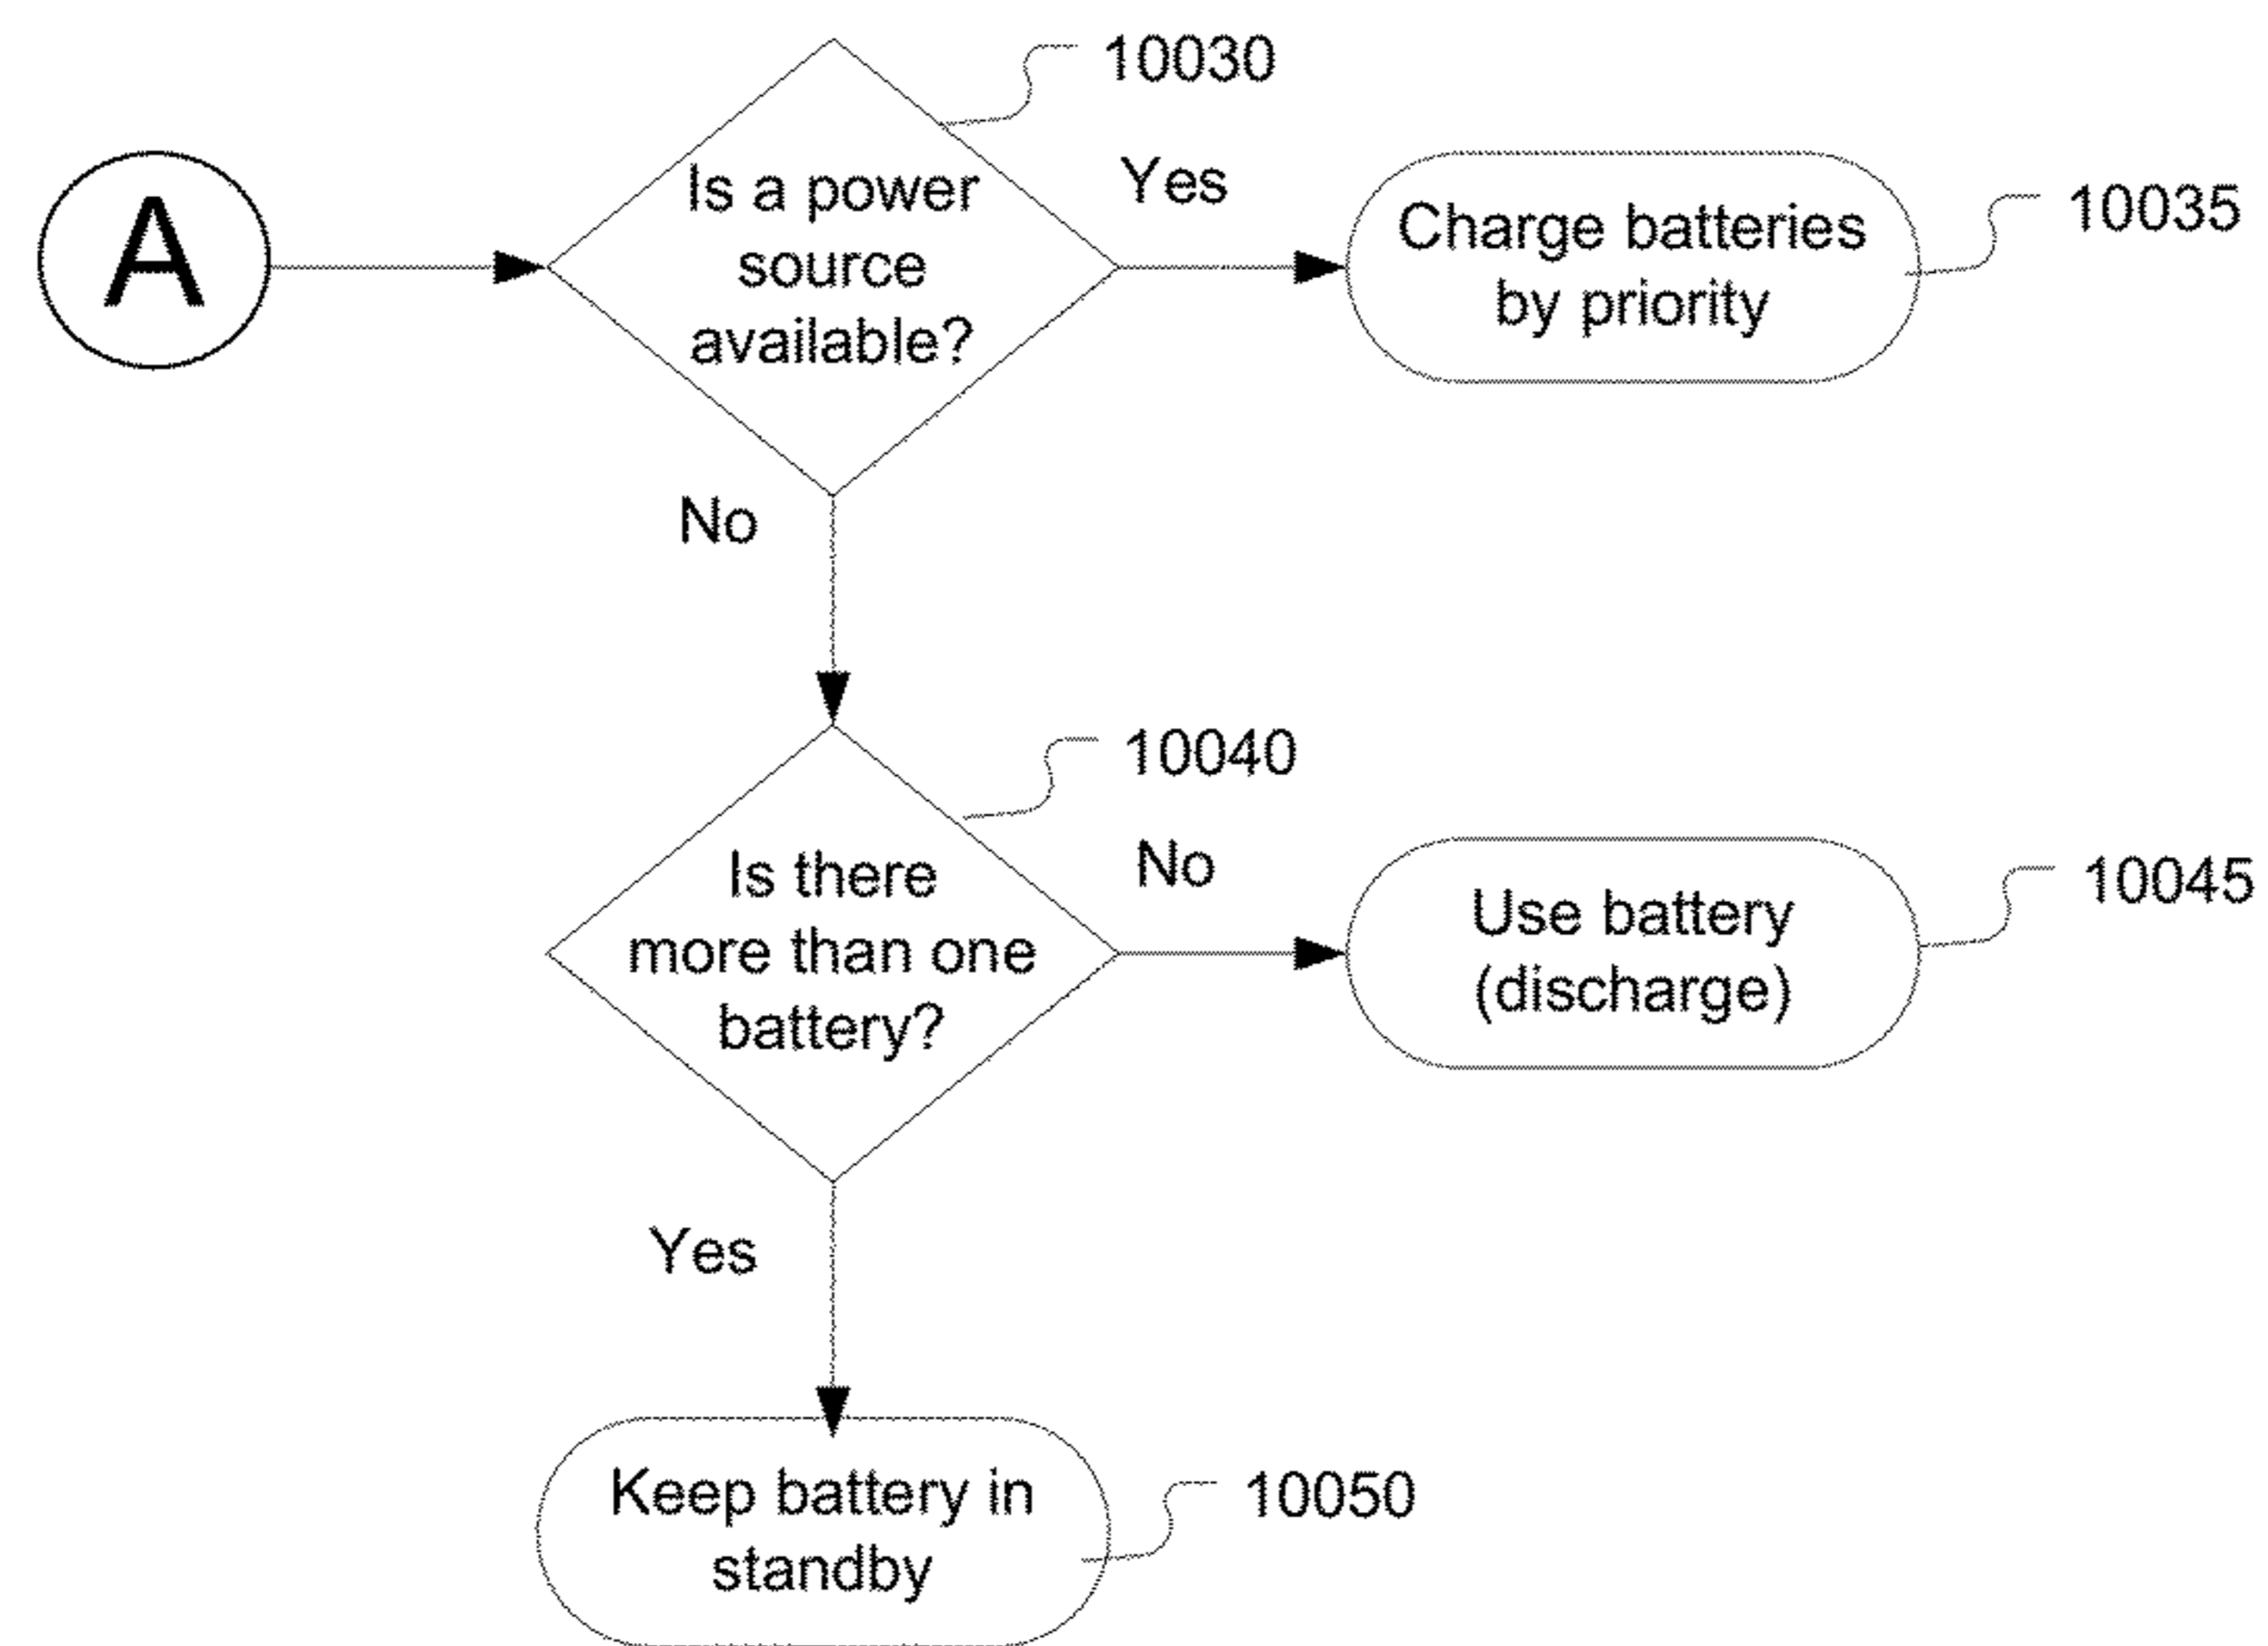 10030
A
Is a power
source
available?
Yes
Charge batteries
by priority
10035
No
10040
Is there
more than one
battery?
No
Use battery
(discharge)
10045
Yes
Keep battery in
standby
10050